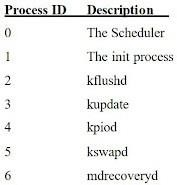 Process ID Description
0 The Scheduler
1 The init process
2 kflushd
3 kupdate
4 kpiod
5 kswapd
6 mdrecoveryd